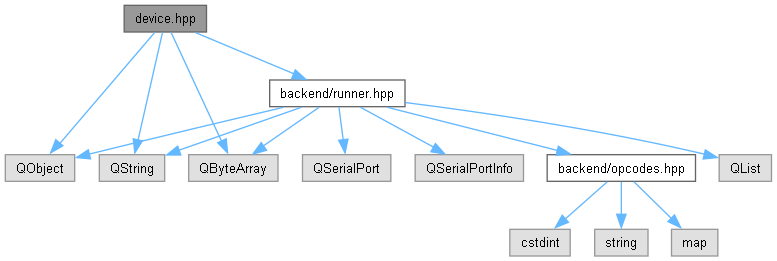 device.hpp
backend/runner.hpp
QObject
QString
QByteArray
QSerialPort
QSerialPortInfo
backend/opcodes.hpp
QList
cstdint
string
map